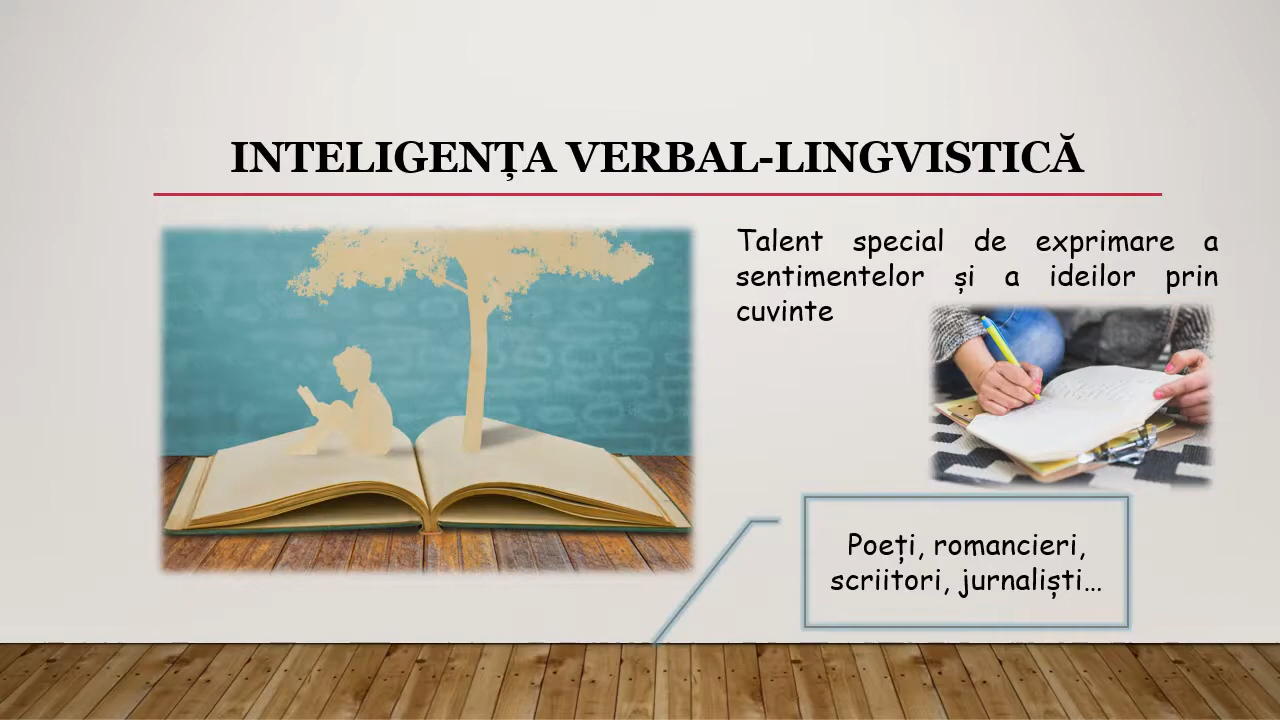 INTELIGENȚA VERBAL-LINGVISTICĂ
Talent special de exprimare a
sentimentelor și a ideilor prin
cuvinte
Poeți, romancieri,
scriitori, jurnaliști…